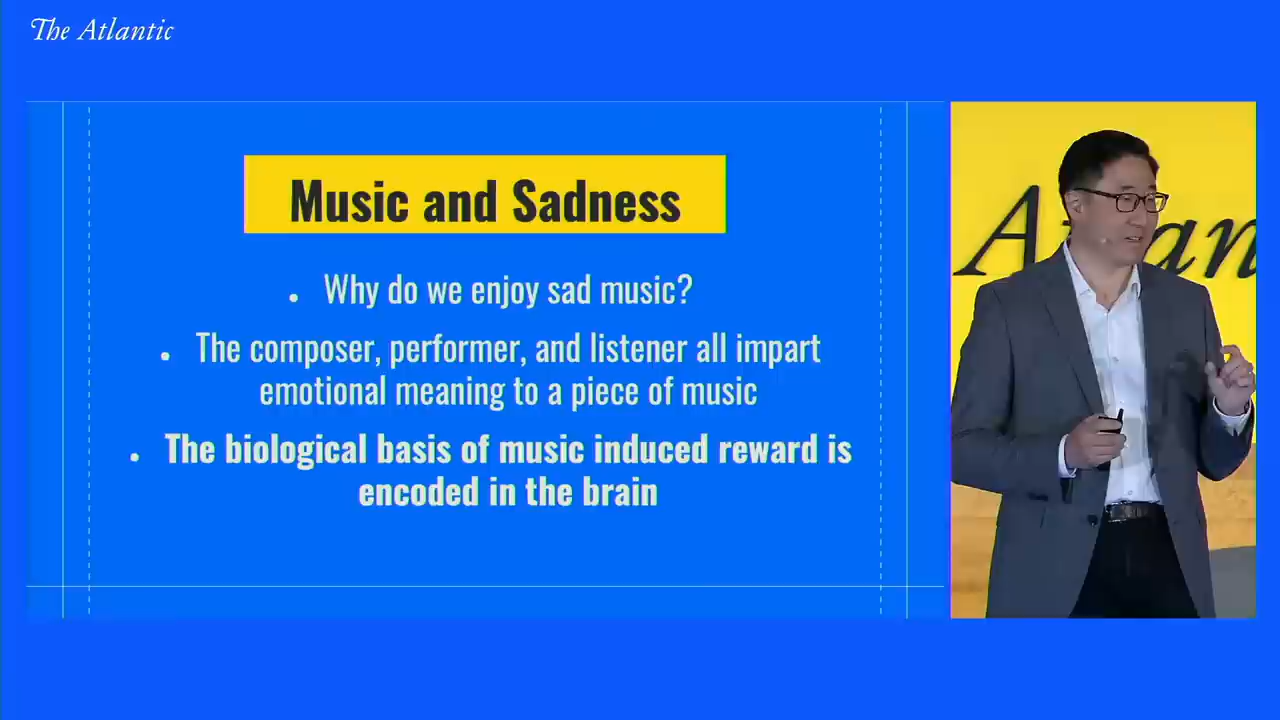 The Atlantic
Music and Sadness
• Why do we enjoy sad music?
• The composer, performer, and listener all impart
emotional meaning to a piece of music
• The biological basis of music induced reward is
encoded in the brain
A
an